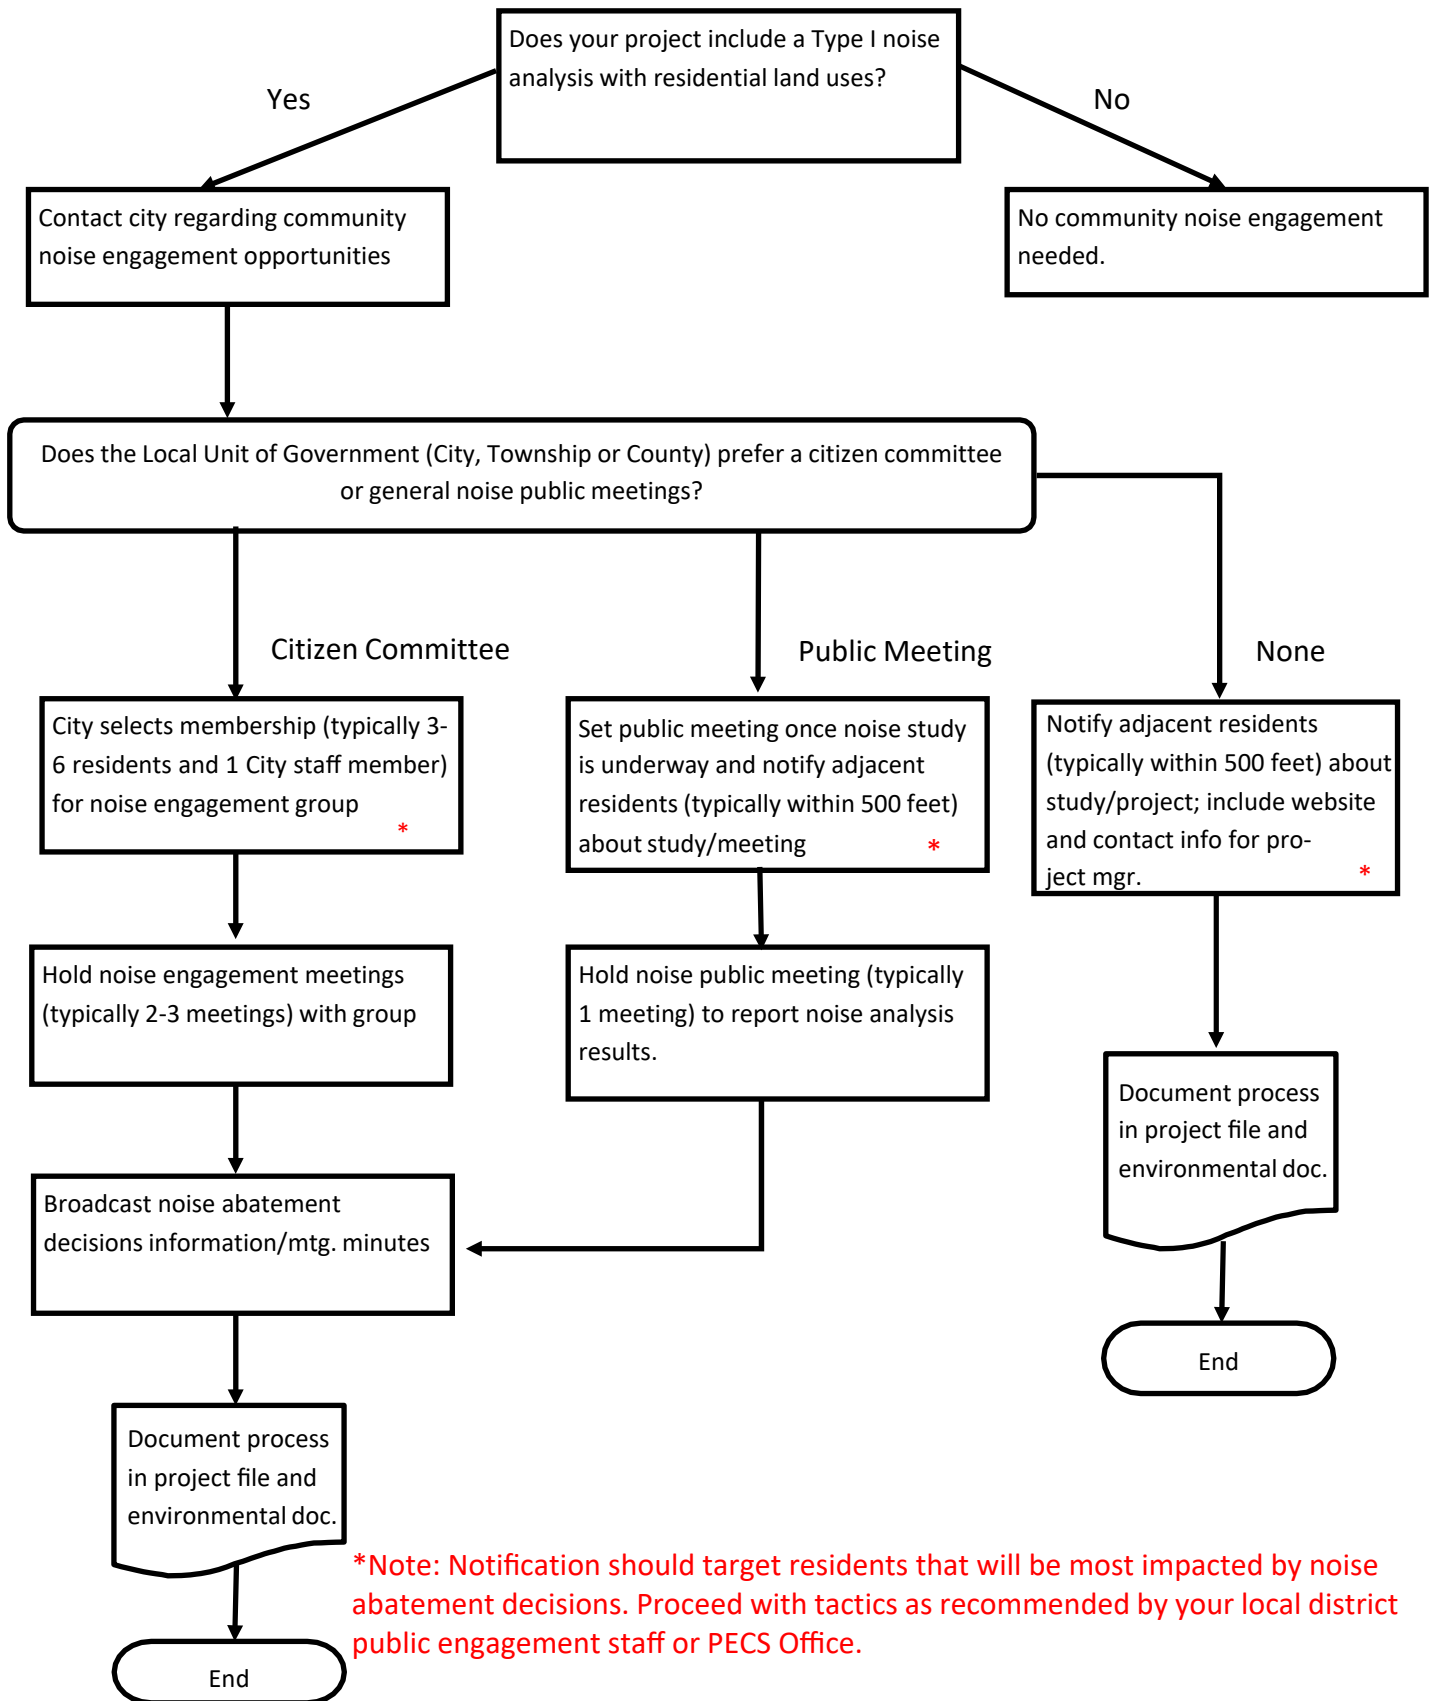 Does your project include a Type I noise
analysis with residential land uses?
Yes
No
Contact city regarding community
noise engagement opportunities
No community noise engagement
needed.
Does the Local Unit of Government (City, Township or County) prefer a citizen committee
or general noise public meetings?
Citizen Committee
Public Meeting
None
City selects membership (typically 3-
6 residents and 1 City staff member)
for noise engagement group
*
Set public meeting once noise study
is underway and notify adjacent
residents (typically within 500 feet)
about study/meeting *
Notify adjacent residents
(typically within 500 feet) about
study/project; include website
and contact info for pro-
ject mgr. *
Hold noise engagement meetings
(typically 2-3 meetings) with group
Hold noise public meeting (typically
1 meeting) to report noise analysis
results.
Document process
in project file and
environmental doc.
Broadcast noise abatement
decisions information/mtg. minutes
End
Document process
in project file and
environmental doc.
*Note: Notification should target residents that will be most impacted by noise
abatement decisions. Proceed with tactics as recommended by your local district
public engagement staff or PECS Office.
End